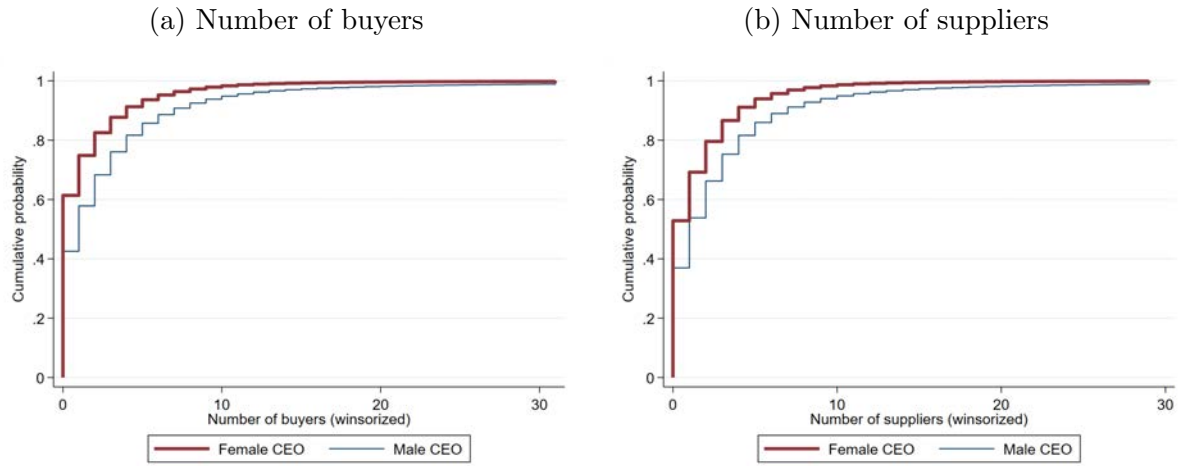 (a) Number of buyers
1
.8
.6
.4
.2
0
Cumulative probability
0 10 20 30
Number of buyers (winsorized)
Female CEO Male CEO
(b) Number of suppliers
1
.8
.6
.4
.2
0
Cumulative probability
0 10 20 30
Number of suppliers (winsorized)
Female CEO Male CEO